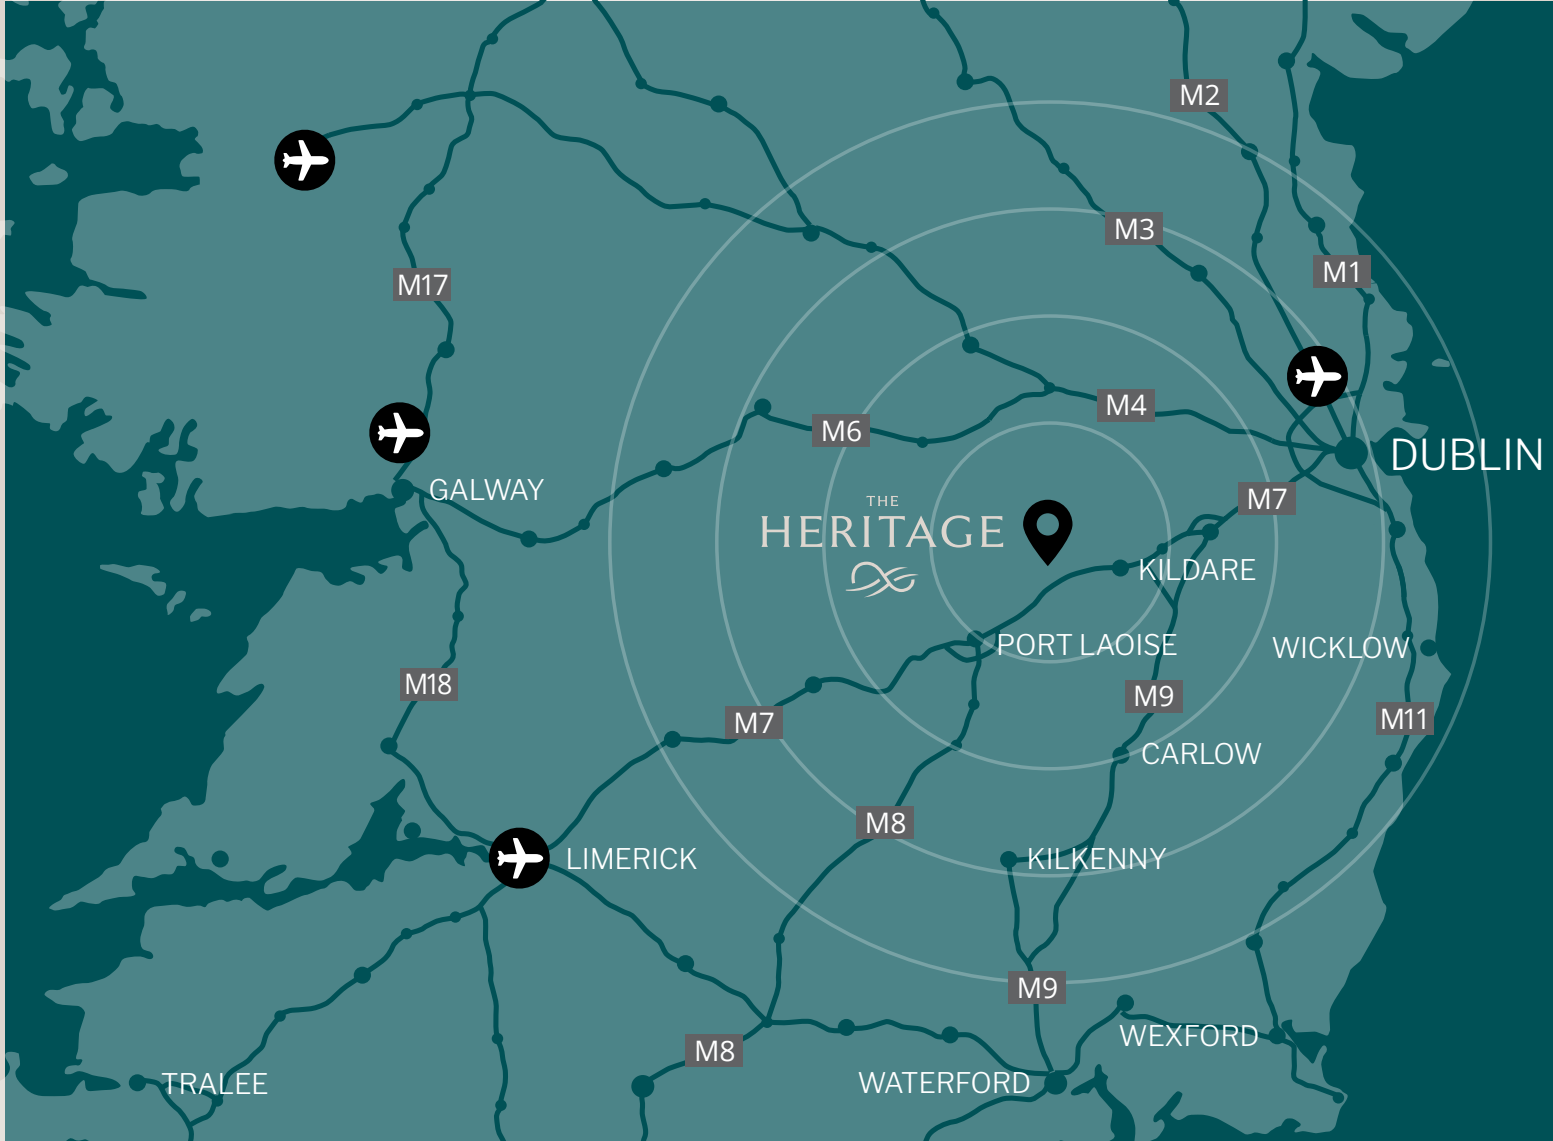 M2
M3
M1
M17
M4
M6
DUBLIN
GALWAY
M7
THE
HERITAGE
KILDARE
PORT LAOISE
WICKLOW
M18
M9
M7
M11
CARLOW
M8
LIMERICK
KILKENNY
M9
WEXFORD
M8
TRALEE
WATERFORD